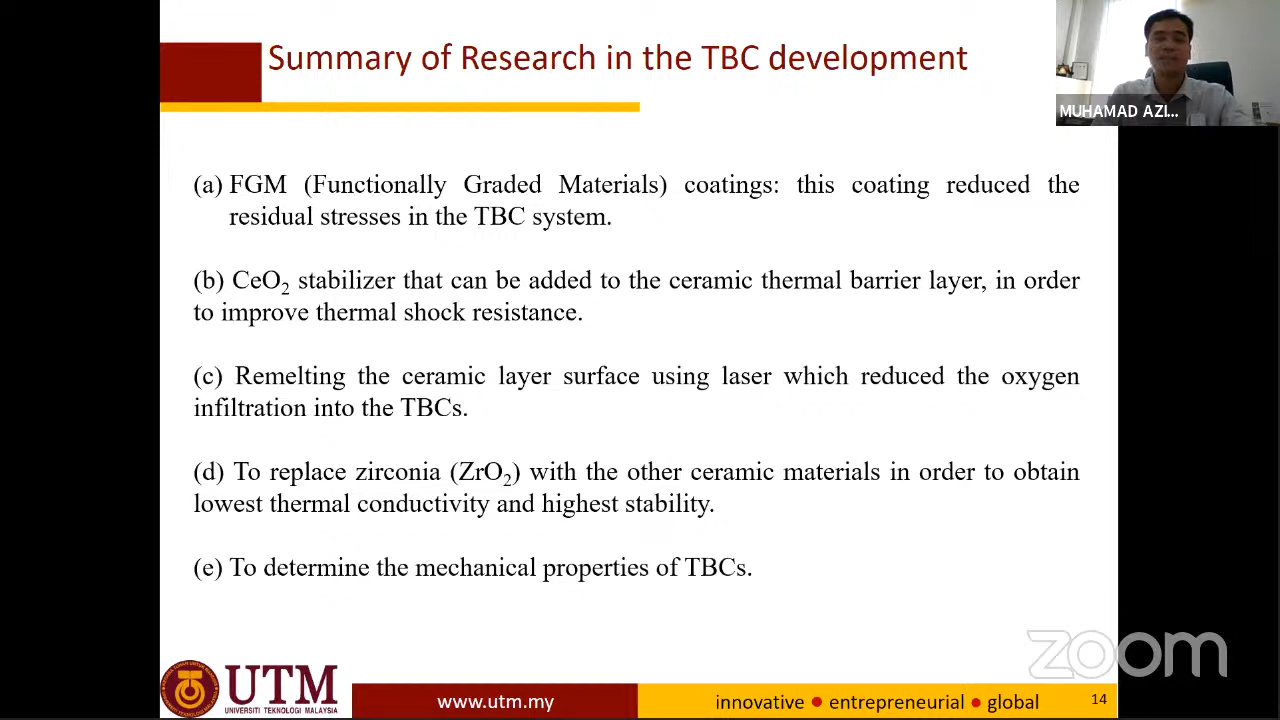 Summary of Research in the TBC development
MUHAMAD AZI...
(a) FGM (Functionally Graded Materials) coatings: this coating reduced the
residual stresses in the TBC system.
(b) CeO₂ stabilizer that can be added to the ceramic thermal barrier layer, in order
to improve thermal shock resistance.
(c) Remelting the ceramic layer surface using laser which reduced the oxygen
infiltration into the TBCs.
(d) To replace zirconia (ZrO₂) with the other ceramic materials in order to obtain
lowest thermal conductivity and highest stability.
(e) To determine the mechanical properties of TBCs.
zoom
UTM
UNIVERSITI TEKNOLOGI MALAYSIA
www.utm.my
innovative ● entrepreneurial ● global
14